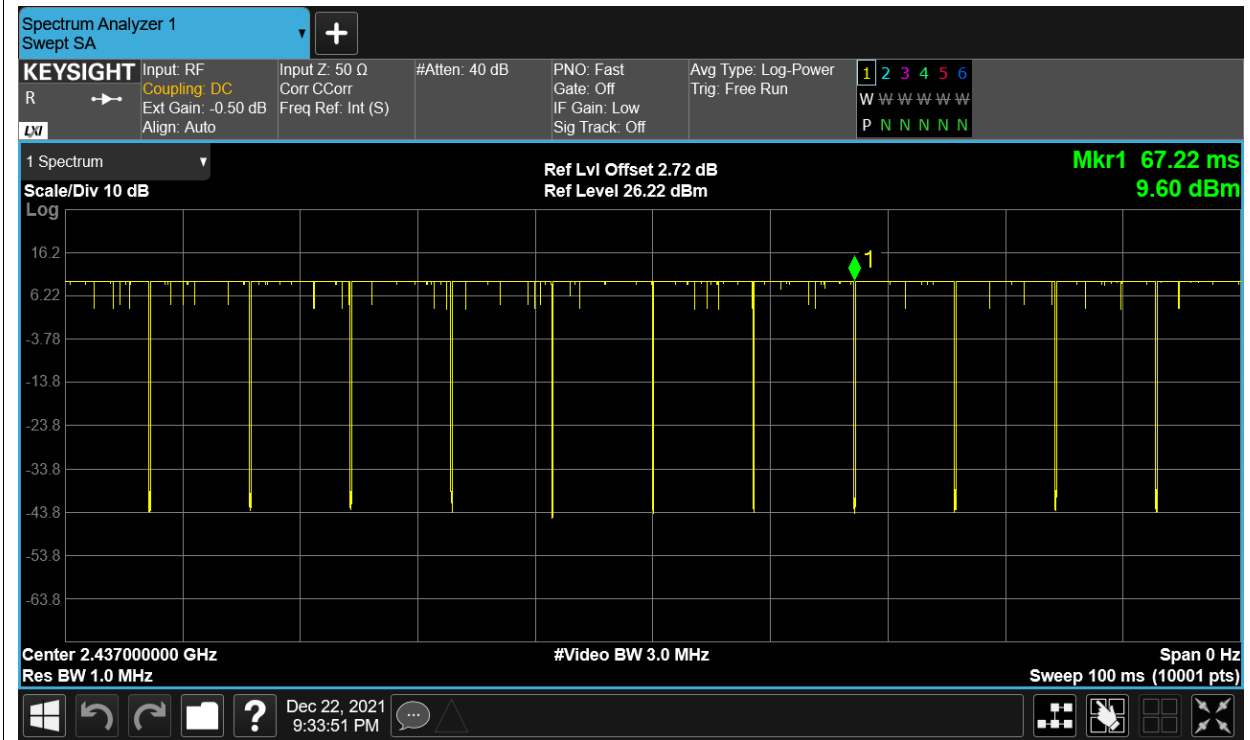 Spectrum Analyzer 1
Swept SA
KEYSIGHT
R
LXI
Input: RF
Coupling: DC
Ext Gain: -0.50 dB
Align: Auto
Input Z: 50 Ω
Corr CCorr
Freq Ref: Int (S)
#Atten: 40 dB
PNO: Fast
Gate: Off
IF Gain: Low
Sig Track: Off
Avg Type: Log-Power
Trig: Free Run
1 2 3 4 5 6
W W W W W W
P N N N N N
1 Spectrum
Scale/Div 10 dB
Log
Ref Lvl Offset 2.72 dB
Ref Level 26.22 dBm
Mkr1 67.22 ms
9.60 dBm
1
16.2
6.22
-3.78
-13.8
-23.8
-33.8
-43.8
-53.8
-63.8
Center 2.437000000 GHz
#Video BW 3.0 MHz
Span 0 Hz
Res BW 1.0 MHz
Sweep 100 ms (10001 pts)
?
Dec 22, 2021
9:33:51 PM